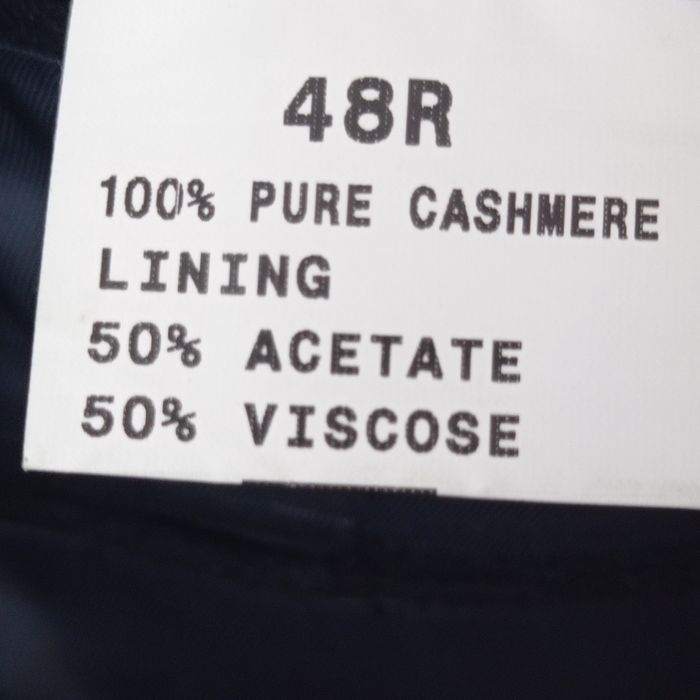 48R
100% PURE CASHMERE
LINING
50% ACETATE
50% VISCOSE